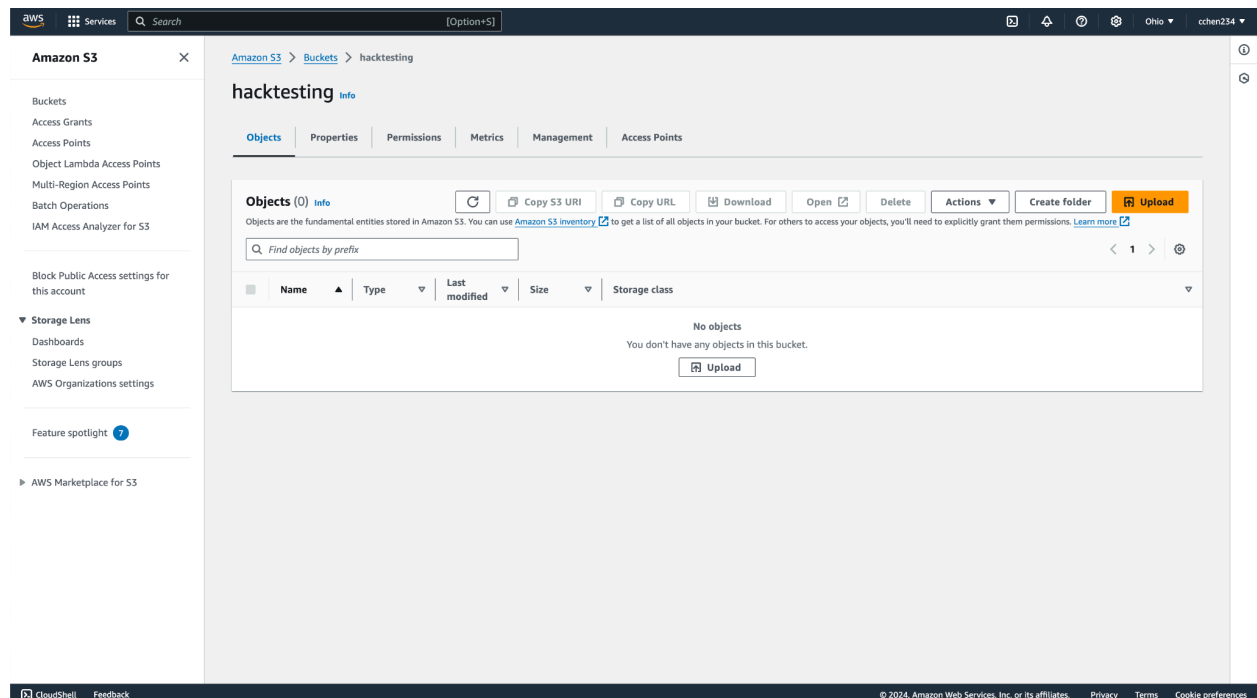 aws
Services
Search
[Option+S]
Ohio
cchen234
Amazon S3
Buckets
Access Grants
Access Points
Object Lambda Access Points
Multi-Region Access Points
Batch Operations
IAM Access Analyzer for S3
Block Public Access settings for
this account
Storage Lens
Dashboards
Storage Lens groups
AWS Organizations settings
Feature spotlight 7
AWS Marketplace for S3
Amazon S3 > Buckets > hacktesting
hacktesting Info
Objects Properties Permissions Metrics Management Access Points
Objects (0) Info
Copy S3 URI Copy URL Download Open Delete Actions Create folder Upload
Objects are the fundamental entities stored in Amazon S3. You can use Amazon S3 inventory to get a list of all objects in your bucket. For others to access your objects, you'll need to explicitly grant them permissions. Learn more
Find objects by prefix
1
Name Type Last modified Size Storage class
No objects
You don't have any objects in this bucket.
Upload
CloudShell Feedback
© 2024, Amazon Web Services, Inc. or its affiliates. Privacy Terms Cookie preferences